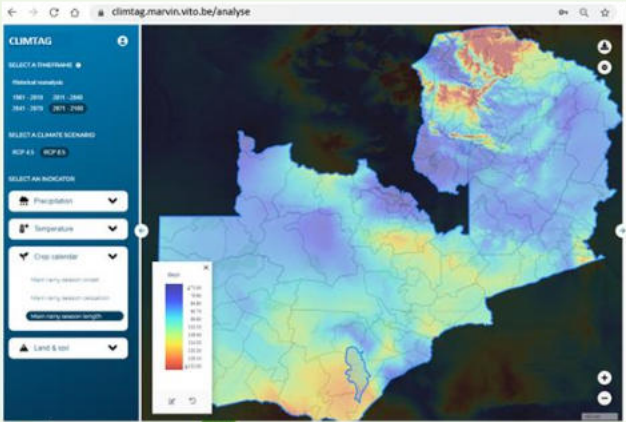 climtag.marvin.vito.be/analyse
CLIMTAG
SELECT A TIMEFRAME
Historical reanalysis
1981 - 2010 2011 - 2040
2041 - 2070 2071 - 2100
SELECT A CLIMATE SCENARIO
RCP 4.5 RCP 8.5
SELECT AN INDICATOR
Precipitation
Temperature
Crop calendar
Main rainy season onset
Main rainy season cessation
Main rainy season length
Land & soil